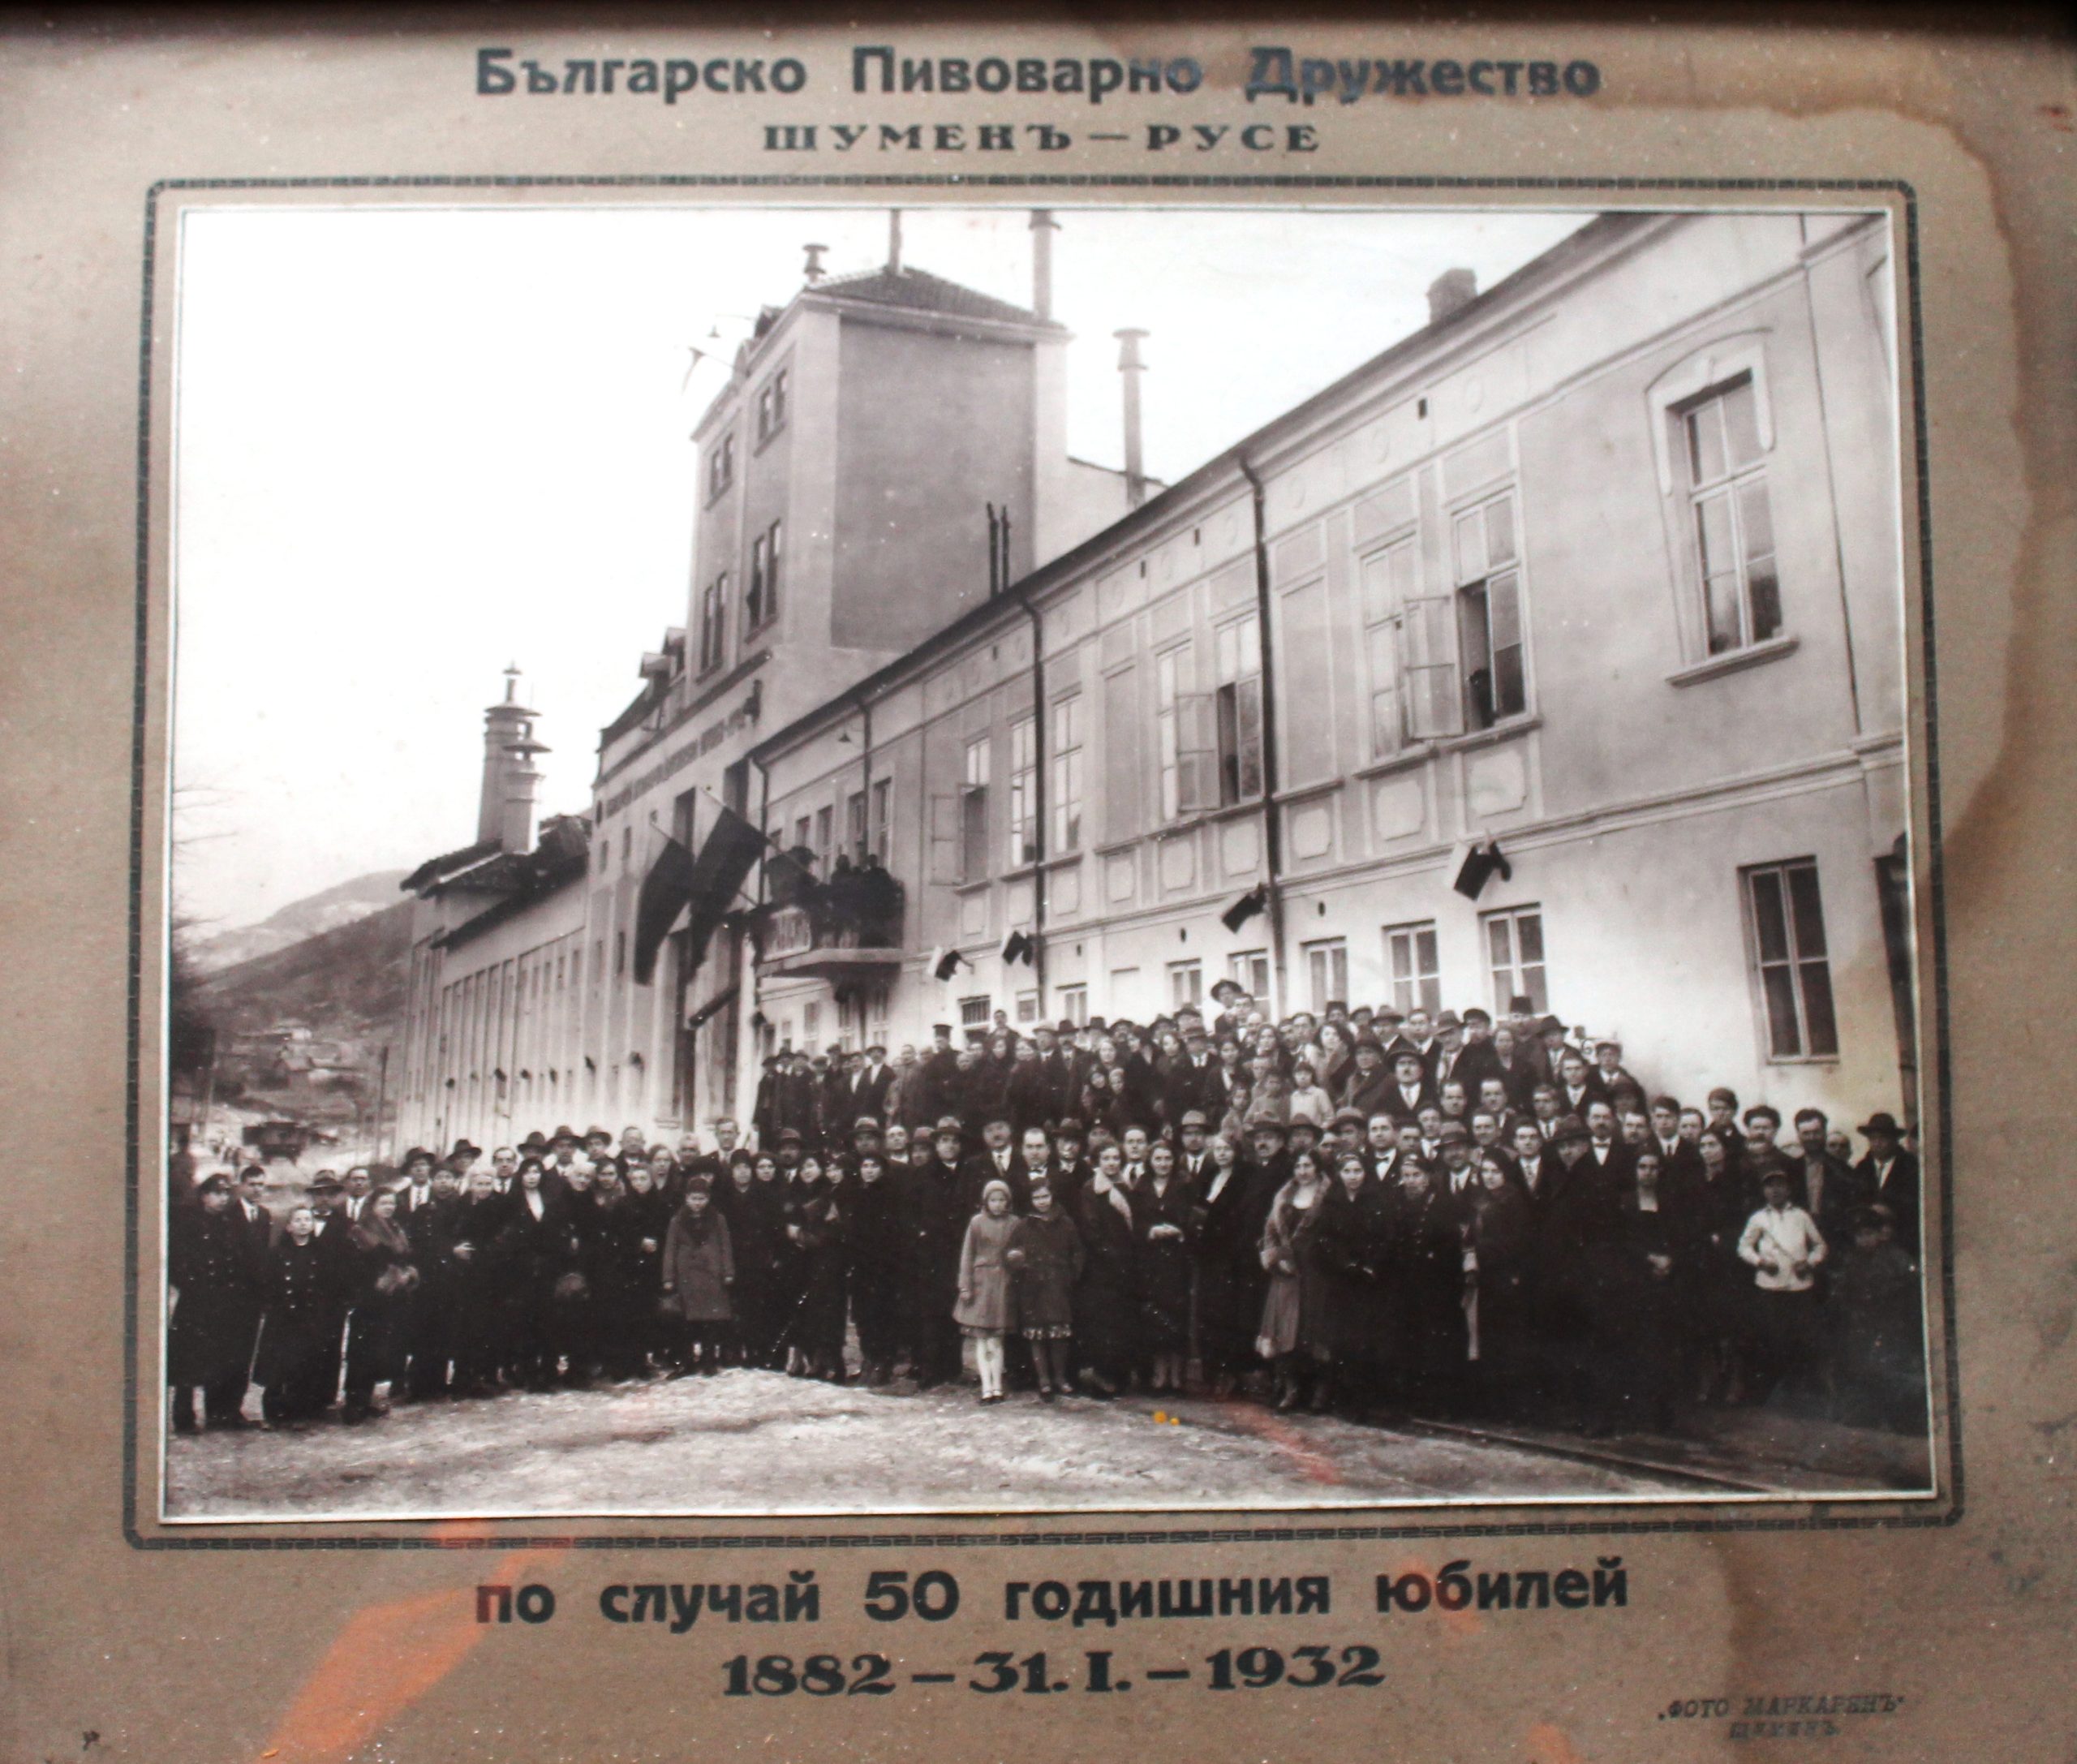 Българско Пивоварно Дружество
ШУМЕНЪ — РУСЕ
по случай 50 годишния юбилей
1882 — 31. I. — 1932
„ФОТО МАРКАРЯНЪ“
ШУМЕНЪ